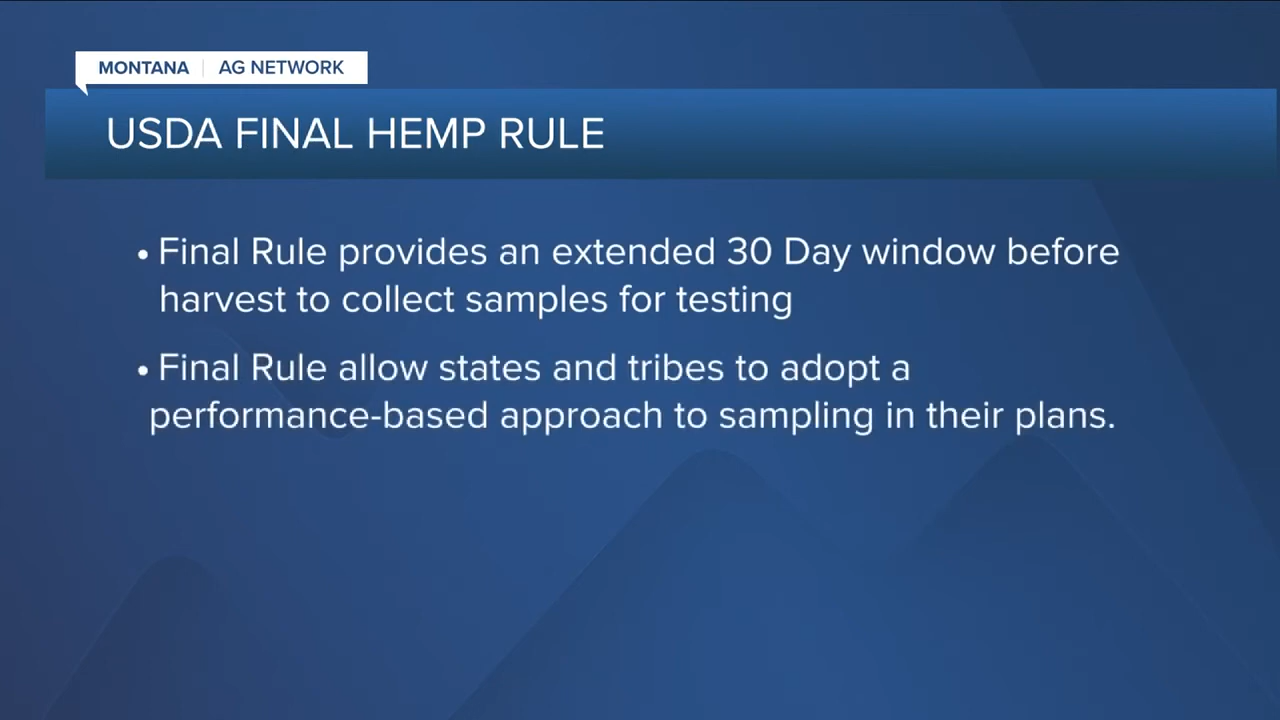 MONTANA | AG NETWORK
USDA FINAL HEMP RULE
• Final Rule provides an extended 30 Day window before
harvest to collect samples for testing
• Final Rule allow states and tribes to adopt a
performance-based approach to sampling in their plans.